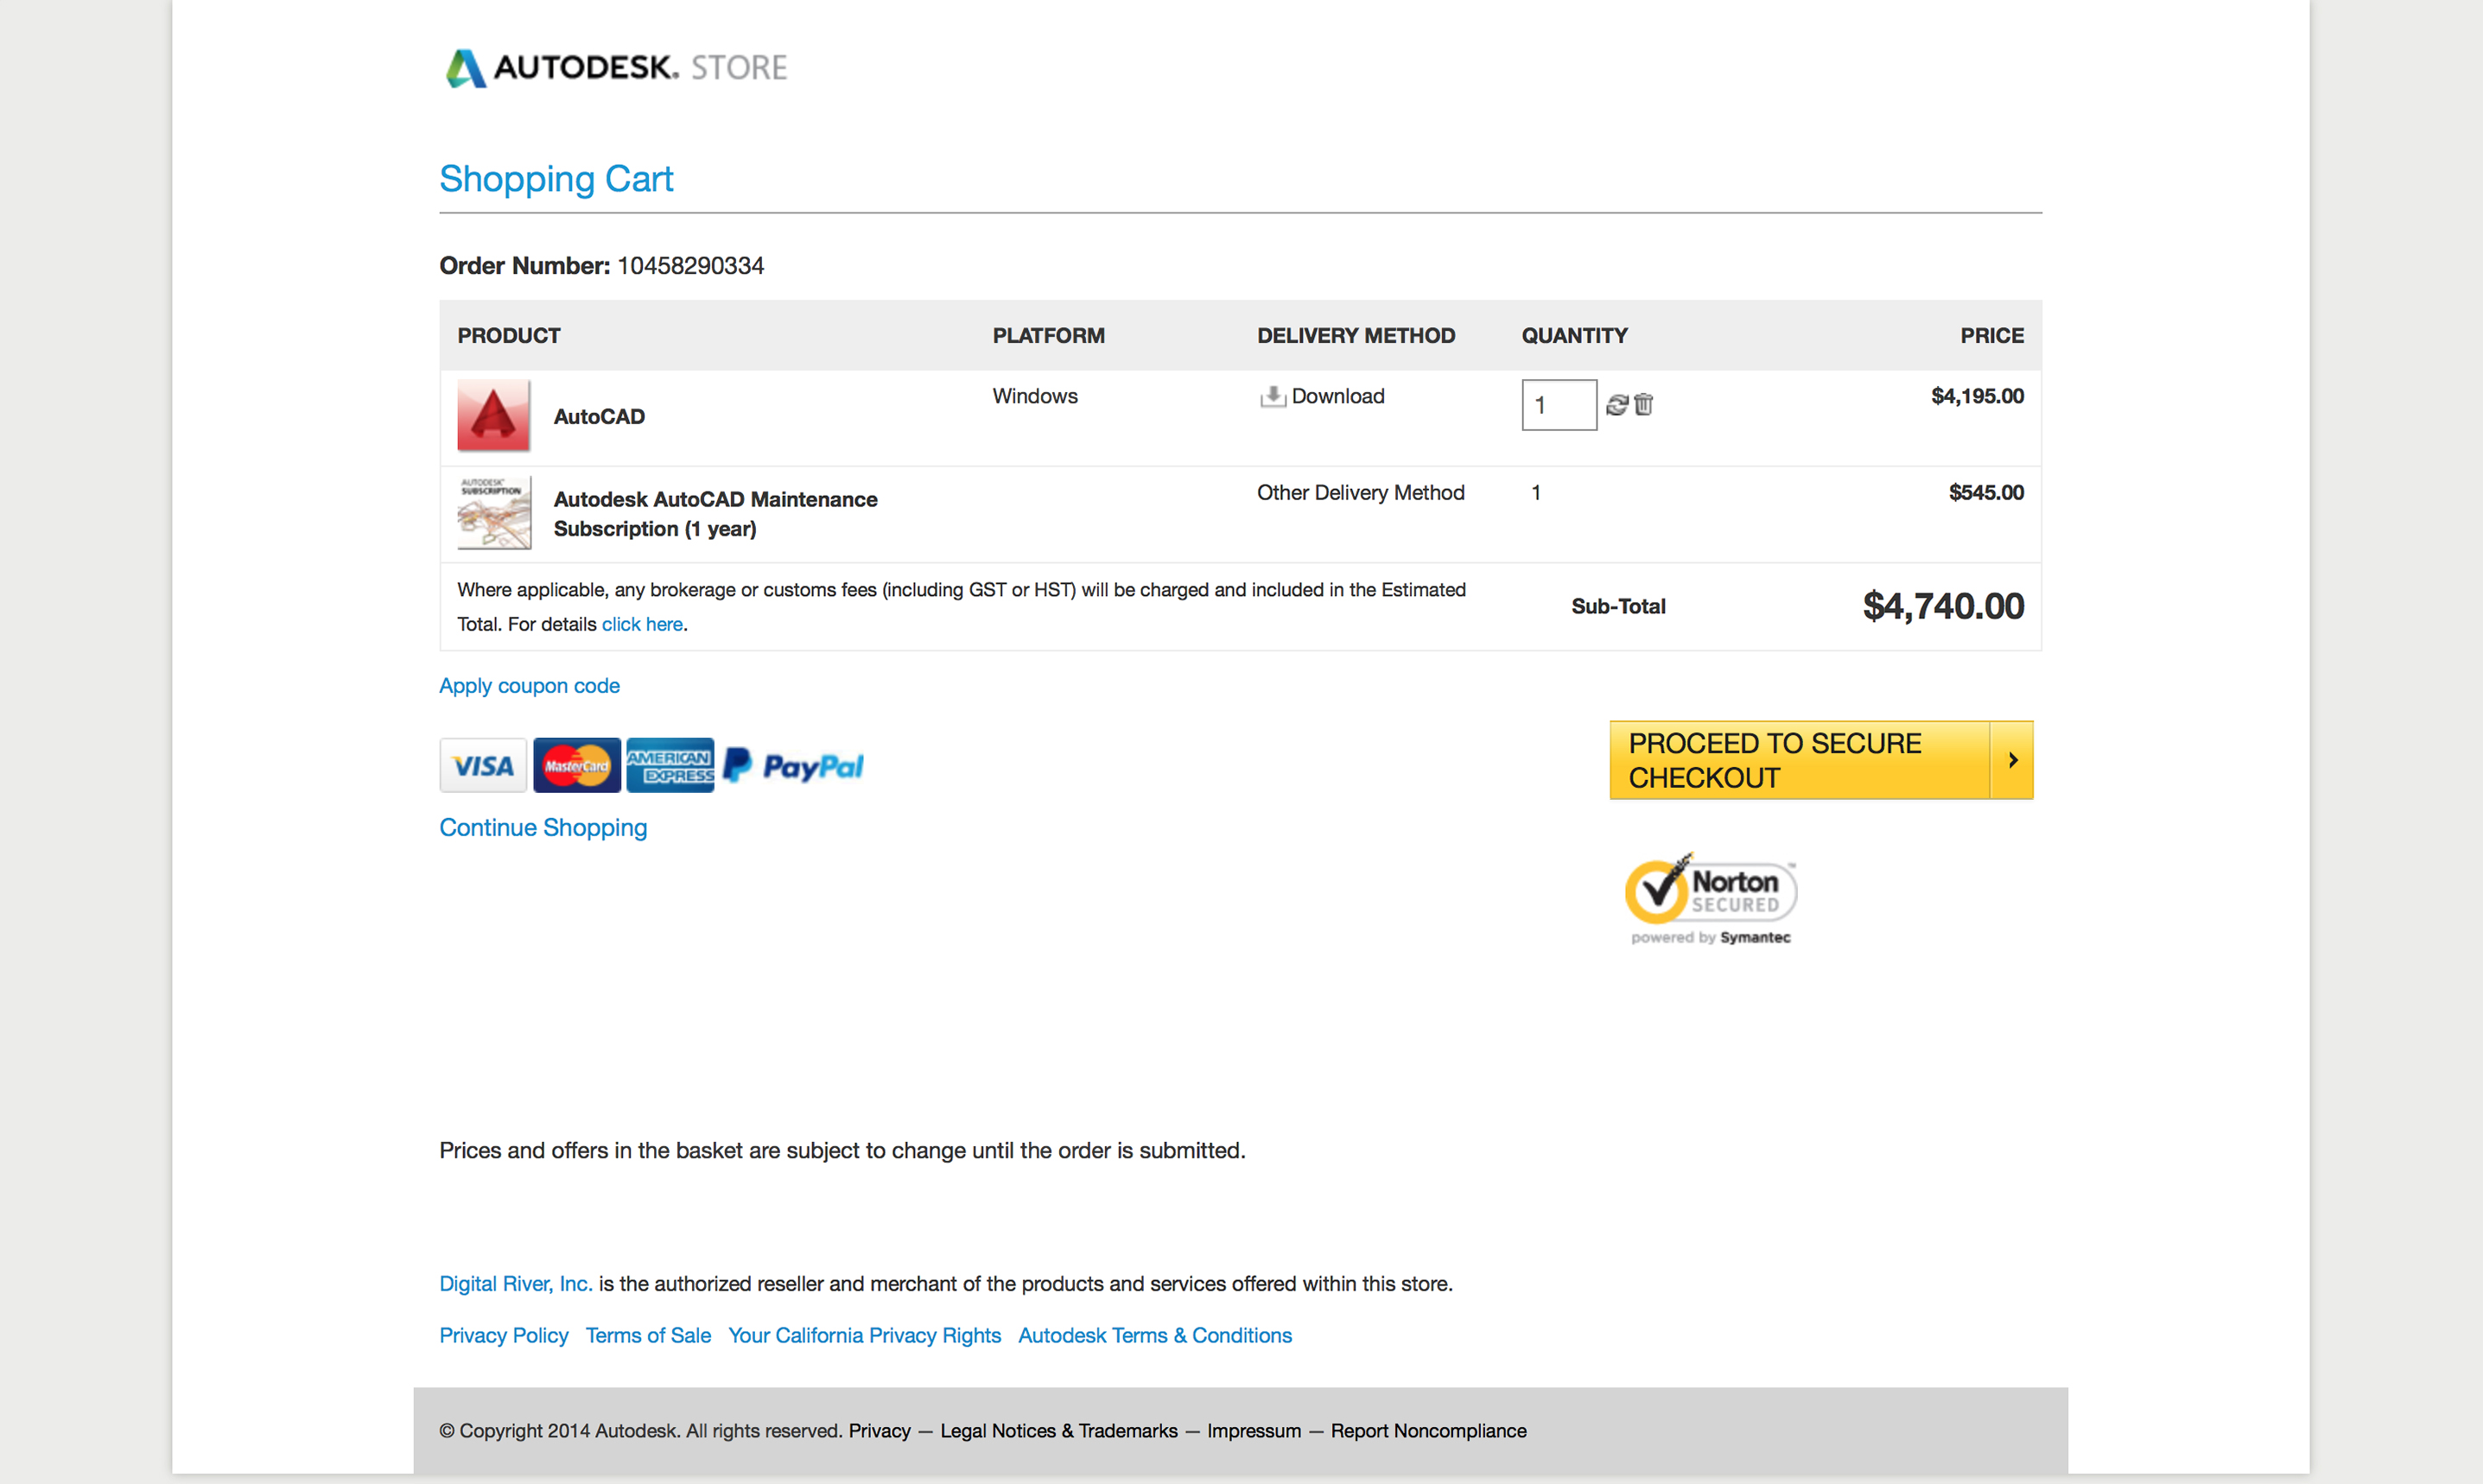 AUTODESK. STORE
Shopping Cart
Order Number: 10458290334
PRODUCT PLATFORM DELIVERY METHOD QUANTITY PRICE
AutoCAD Windows Download 1 $4,195.00
AUTODESK
SUBSCRIPTION
Autodesk AutoCAD Maintenance Other Delivery Method 1 $545.00
Subscription (1 year)
Where applicable, any brokerage or customs fees (including GST or HST) will be charged and included in the Estimated
Total. For details click here.
Sub-Total $4,740.00
Apply coupon code
VISA MasterCard AMERICAN EXPRESS PayPal
PROCEED TO SECURE
CHECKOUT
Continue Shopping
Norton
SECURED
powered by Symantec
Prices and offers in the basket are subject to change until the order is submitted.
Digital River, Inc. is the authorized reseller and merchant of the products and services offered within this store.
Privacy Policy Terms of Sale Your California Privacy Rights Autodesk Terms & Conditions
© Copyright 2014 Autodesk. All rights reserved. Privacy — Legal Notices & Trademarks — Impressum — Report Noncompliance